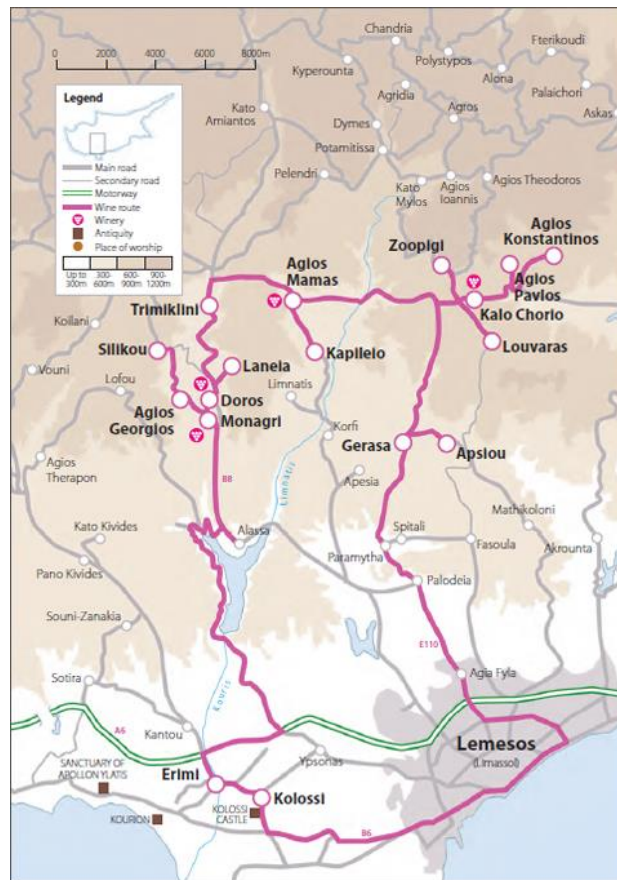 0 2000 4000 6000 8000m
Legend
Main road
Secondary road
Motorway
Wine route
Winery
Antiquity
Place of worship
Up to
300m
300-
600m
600-
900m
900-
1200m
Chandria
Polystypos
Fterikoudi
Kyperounta
Alona
Palaichori
Agridia
Kato
Amiantos
Agros
Askas
Dymes
Potamitissa
Pelendri
Kato
Mylos
Agios
Ioannis
Agios Theodoros
Zoopigi
Agios
Konstantinos
Agios
Mamas
Agios
Pavlos
Trimiklini
Kalo Chorio
Koilani
Silikou
Laneia
Kapileio
Louvaras
Vouni
Lofou
Limnatis
Doros
Agios
Georgios
Monagri
Korfi
Gerasa
Apsiou
Agios
Therapon
B8
Limnatis
Apesia
Mathikoloni
Kato Kivides
Alassa
Spitali
Paramytha
Fasoula
Akrounta
Pano Kivides
Palodeia
Souni-Zanakia
E110
Sotira
Kouris
Agia Fyla
A6
Kantou
Lemesos
(Limassol)
SANCTUARY OF
APOLLON YLATIS
Ypsonas
Erimi
Kolossi
KOURION
KOLOSSI
CASTLE
B6